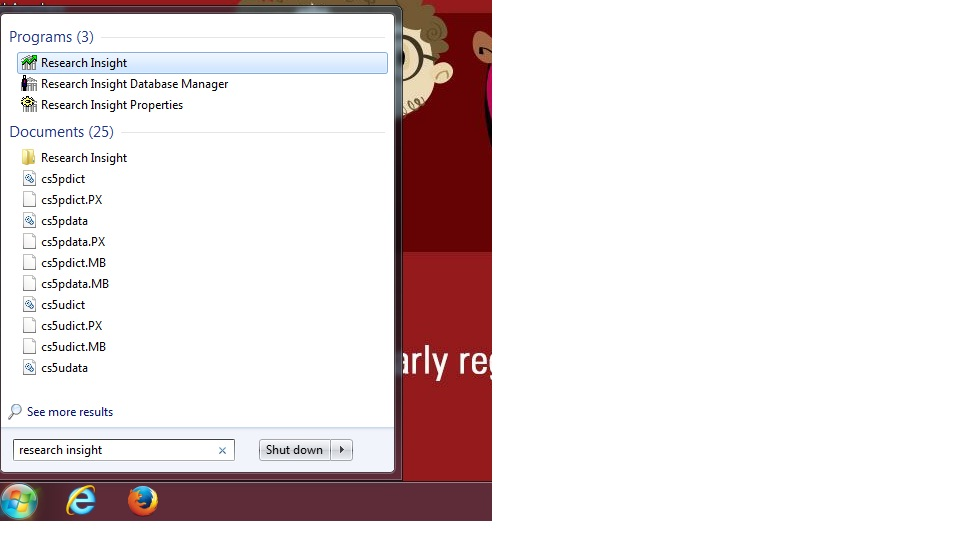 Programs (3)
Research Insight
Research Insight Database Manager
Research Insight Properties
Documents (25)
Research Insight
cs5pdict
cs5pdict.PX
cs5pdata
cs5pdata.PX
cs5pdict.MB
cs5pdata.MB
cs5udict
cs5udict.PX
cs5udict.MB
cs5udata
arly reg
See more results
research insight
Shut down